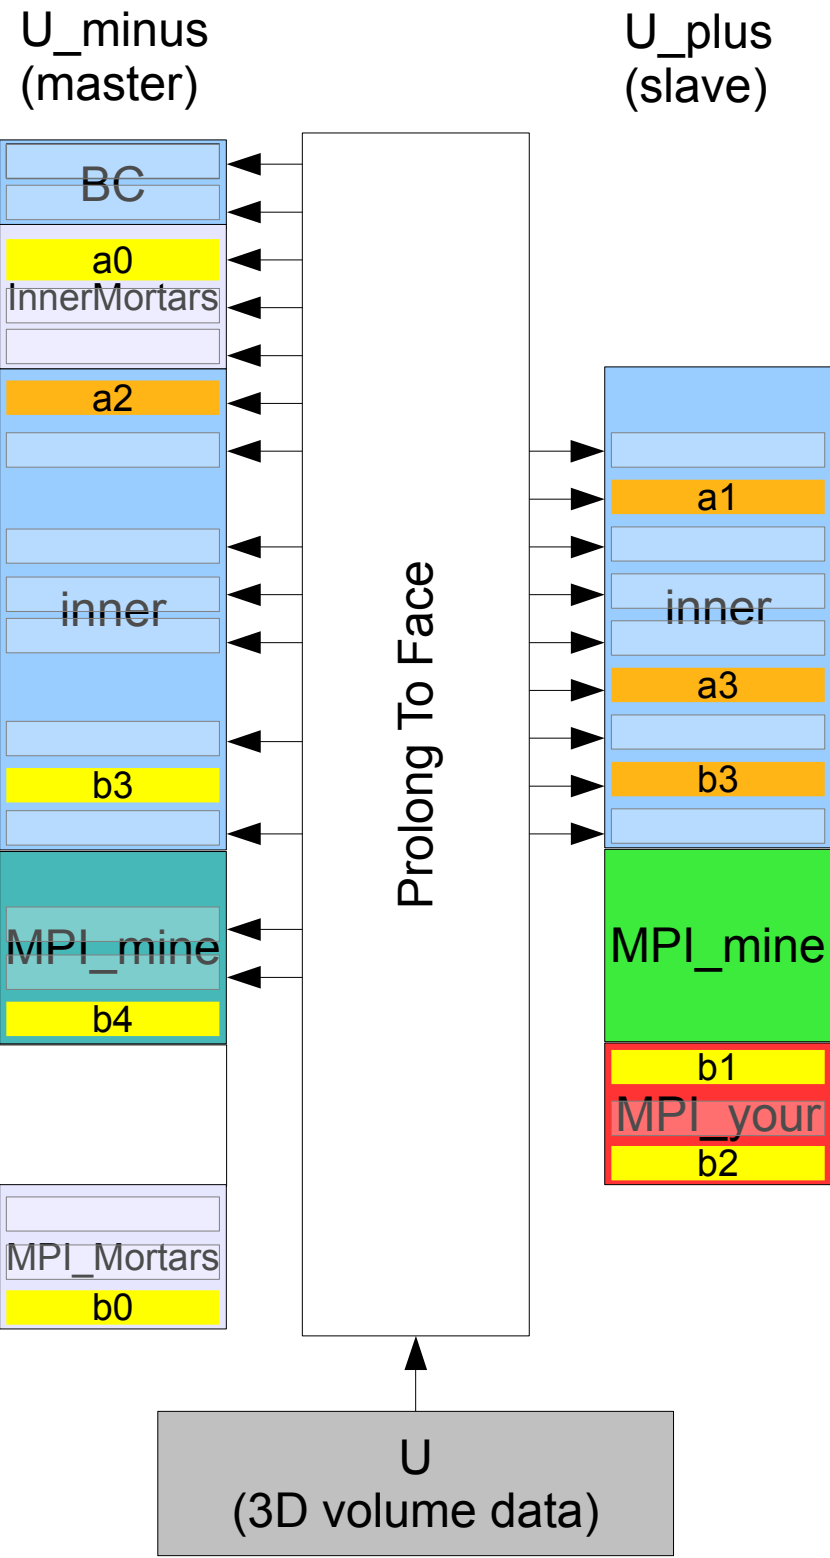 U_minus
(master)
U_plus
(slave)
BC
a0
InnerMortars
a2
inner
b3
MPI_mine
b4
MPI_Mortars
b0
Prolong To Face
a1
inner
a3
b3
MPI_mine
b1
MPI_your
b2
U
(3D volume data)